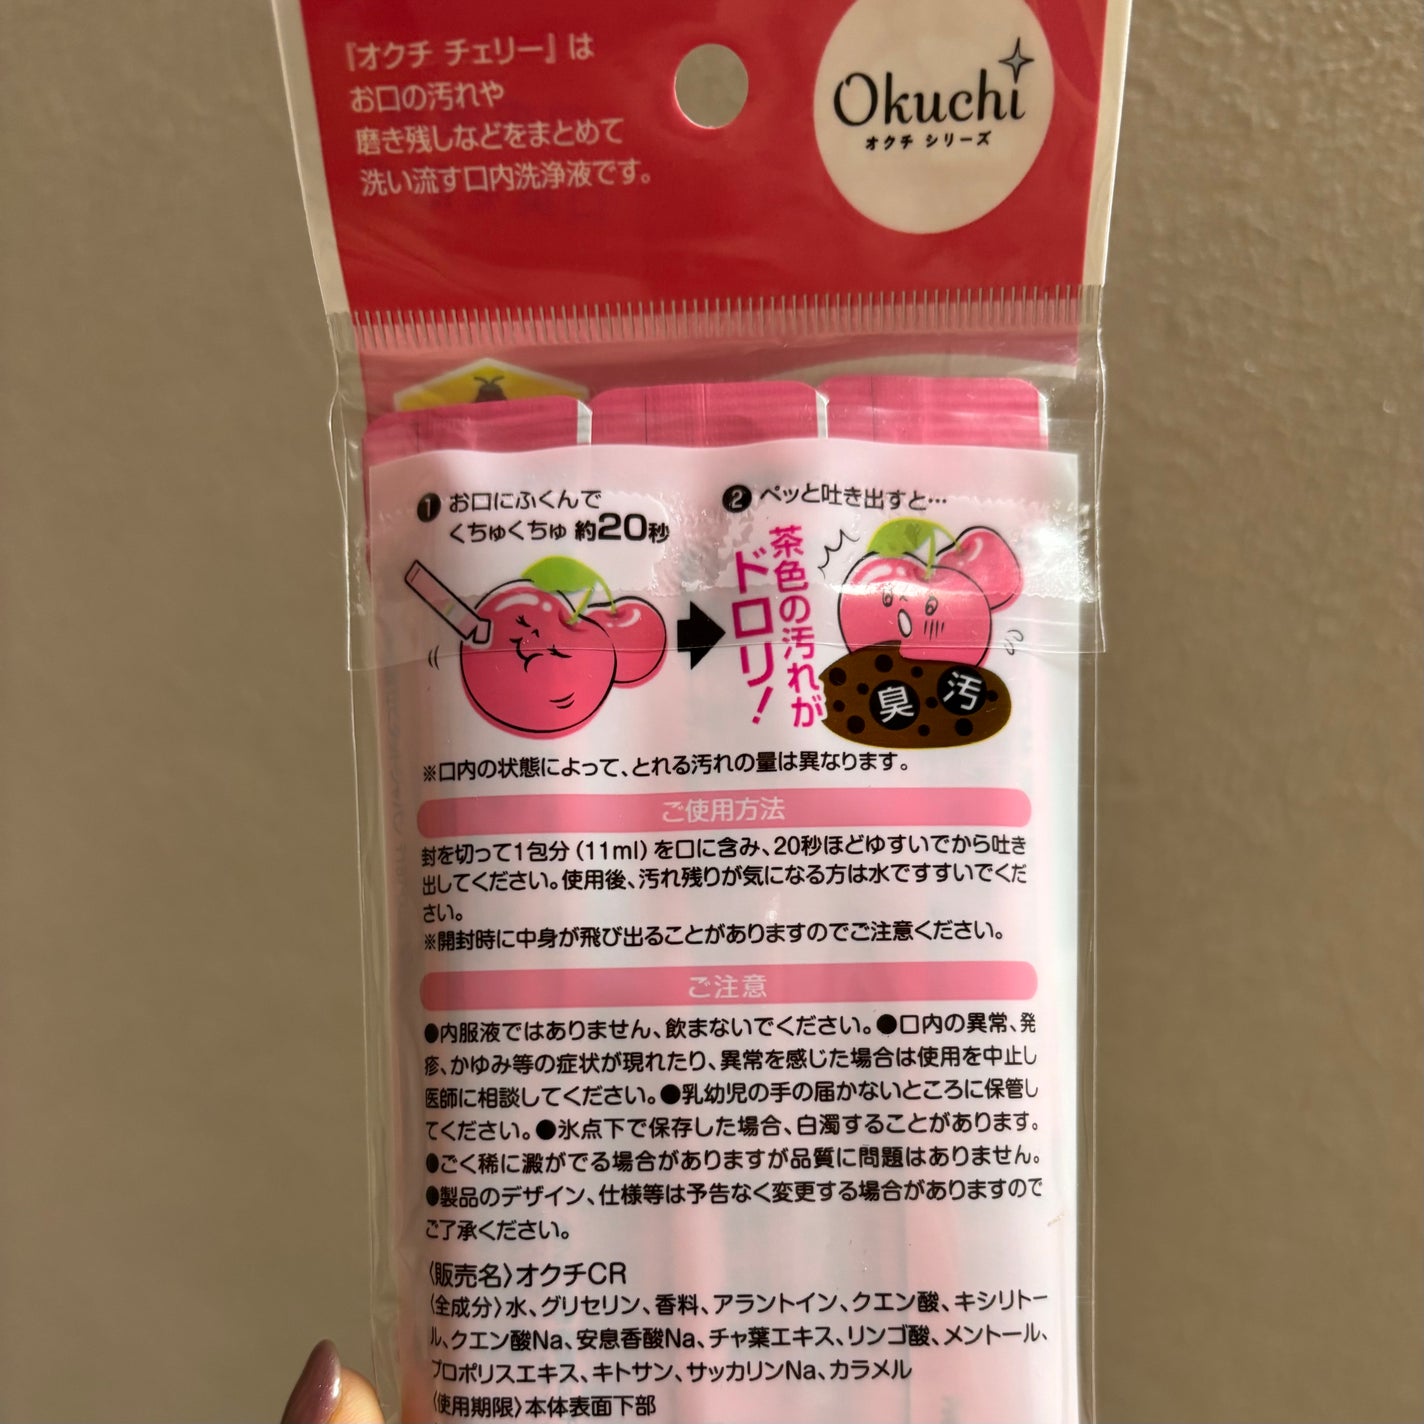 『オクチ チェリー』は
お口の汚れや
磨き残しなどをまとめて
洗い流す口内洗浄液です。
Okuchi
オクチ シリーズ
❶ お口にふくんで
くちゅくちゅ 約20秒
❷ ペッと吐き出すと…
茶色の汚れが
ドロリ!
臭
汚
※口内の状態によって、とれる汚れの量は異なります。
ご使用方法
封を切って1包分(11ml)を口に含み、20秒ほどゆすいでから吐き
出してください。使用後、汚れ残りが気になる方は水ですすいでくだ
さい。
※開封時に中身が飛び出ることがありますのでご注意ください。
ご注意
●内服液ではありません、飲まないでください。●口内の異常、発
疹、かゆみ等の症状が現れたり、異常を感じた場合は使用を中止し
医師に相談してください。●乳幼児の手の届かないところに保管し
てください。●氷点下で保存した場合、白濁することがあります。
●ごく稀に澱がでる場合がありますが品質に問題はありません。
●製品のデザイン、仕様等は予告なく変更する場合がありますので
ご了承ください。
〈販売名〉オクチCR
〈全成分〉水、グリセリン、香料、アラントイン、クエン酸、キシリトー
ル、クエン酸Na、安息香酸Na、チャ葉エキス、リンゴ酸、メントール、
プロポリスエキス、キトサン、サッカリンNa、カラメル
〈使用期限〉本体表面下部